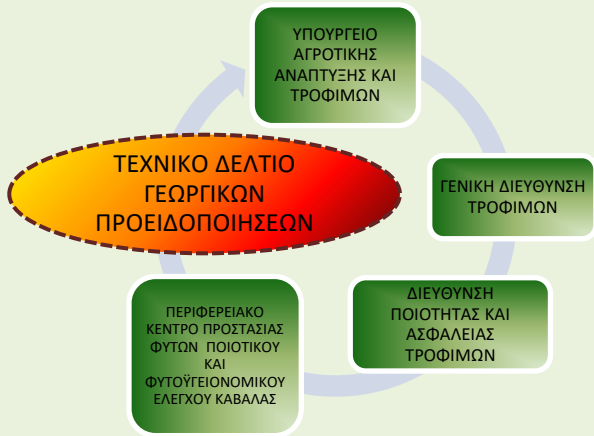 ΥΠΟΥΡΓΕΙΟ
ΑΓΡΟΤΙΚΗΣ
ΑΝΑΠΤΥΞΗΣ ΚΑΙ
ΤΡΟΦΙΜΩΝ
ΓΕΝΙΚΗ ΔΙΕΥΘΥΝΣΗ
ΤΡΟΦΙΜΩΝ
ΔΙΕΥΘΥΝΣΗ
ΠΟΙΟΤΗΤΑΣ ΚΑΙ
ΑΣΦΑΛΕΙΑΣ
ΤΡΟΦΙΜΩΝ
ΠΕΡΙΦΕΡΕΙΑΚΟ
ΚΕΝΤΡΟ ΠΡΟΣΤΑΣΙΑΣ
ΦΥΤΩΝ ΠΟΙΟΤΙΚΟΥ
ΚΑΙ
ΦΥΤΟΫΓΕΙΟΝΟΜΙΚΟΥ
ΕΛΕΓΧΟΥ ΚΑΒΑΛΑΣ
ΤΕΧΝΙΚΟ ΔΕΛΤΙΟ
ΓΕΩΡΓΙΚΩΝ
ΠΡΟΕΙΔΟΠΟΙΗΣΕΩΝ